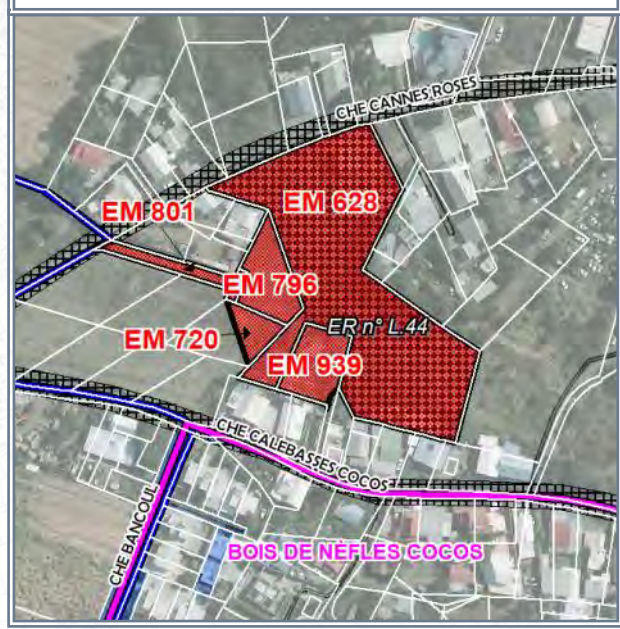 CHE CANNES ROSES
EM 801
EM 628
EM 796
ER n° L.44
EM 720
EM 939
CHE CALEBASSES COCOS
CHE BANCOUL
BOIS DE NÈFLES COCOS